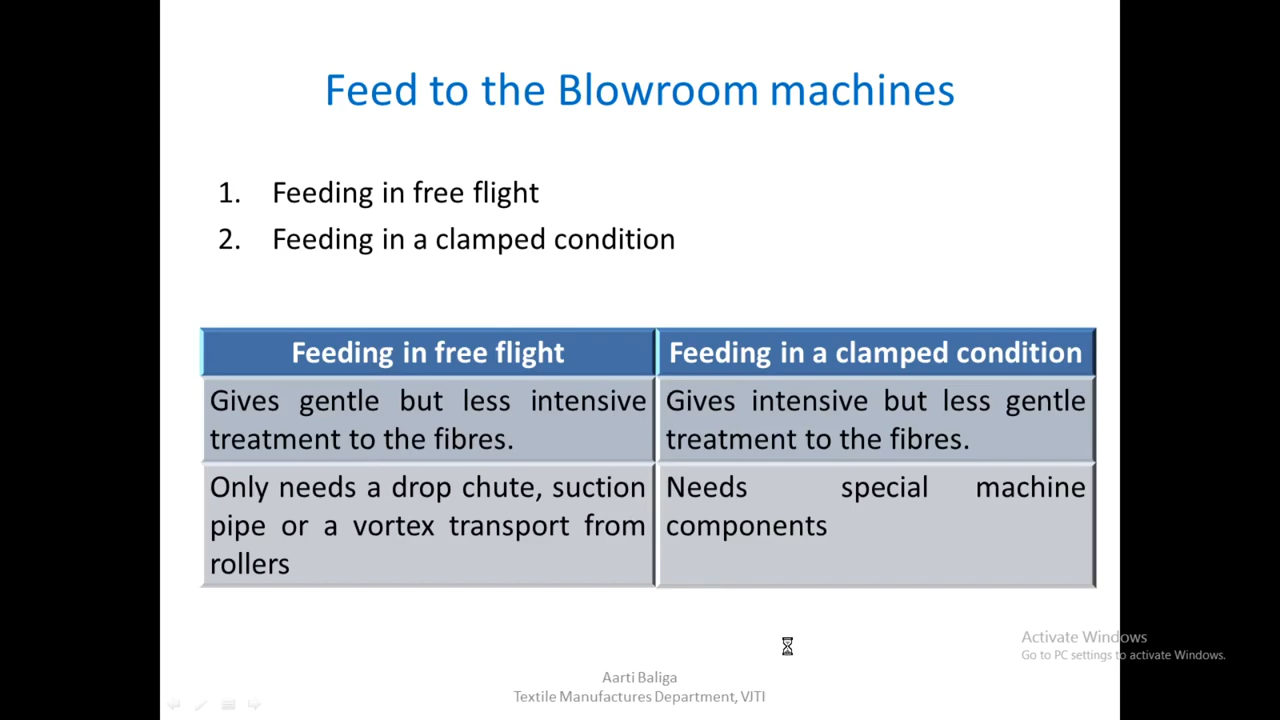 Feed to the Blowroom machines
1. Feeding in free flight
2. Feeding in a clamped condition
Feeding in free flight
Feeding in a clamped condition
Gives gentle but less intensive
treatment to the fibres.
Gives intensive but less gentle
treatment to the fibres.
Only needs a drop chute, suction
pipe or a vortex transport from
rollers
Needs special machine
components
Activate Windows
Go to PC settings to activate Windows.
Aarti Baliga
Textile Manufactures Department, VJTI